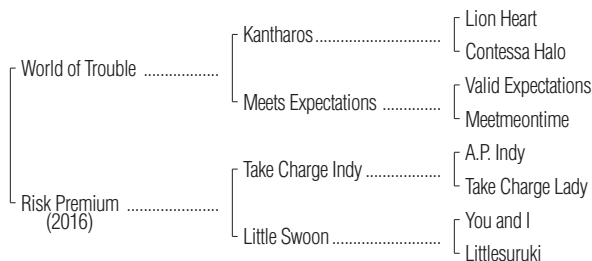 Lion Heart
Kantharos..................................
Contessa Halo
World of Trouble ..................
Valid Expectations
Meets Expectations ..............
Meetmeontime
A.P. Indy
Take Charge Indy ..................
Take Charge Lady
Risk Premium ......................
(2016)
You and I
Little Swoon..........................
Littlesuruki